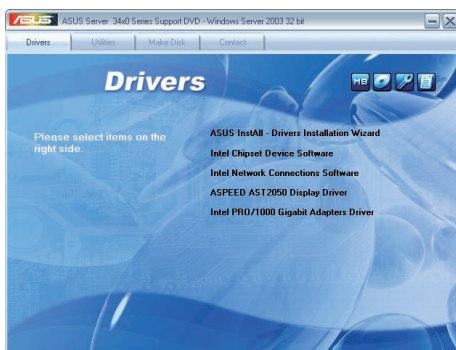 ASUS Server 34x0 Series Support DVD - Windows Server 2003 32 bit
Drivers
Utilities
Make Disk
Contact
Drivers
MB
Please select items on the
right side.
ASUS InstAll - Drivers Installation Wizard
Intel Chipset Device Software
Intel Network Connections Software
ASPEED AST2050 Display Driver
Intel PRO/1000 Gigabit Adapters Driver